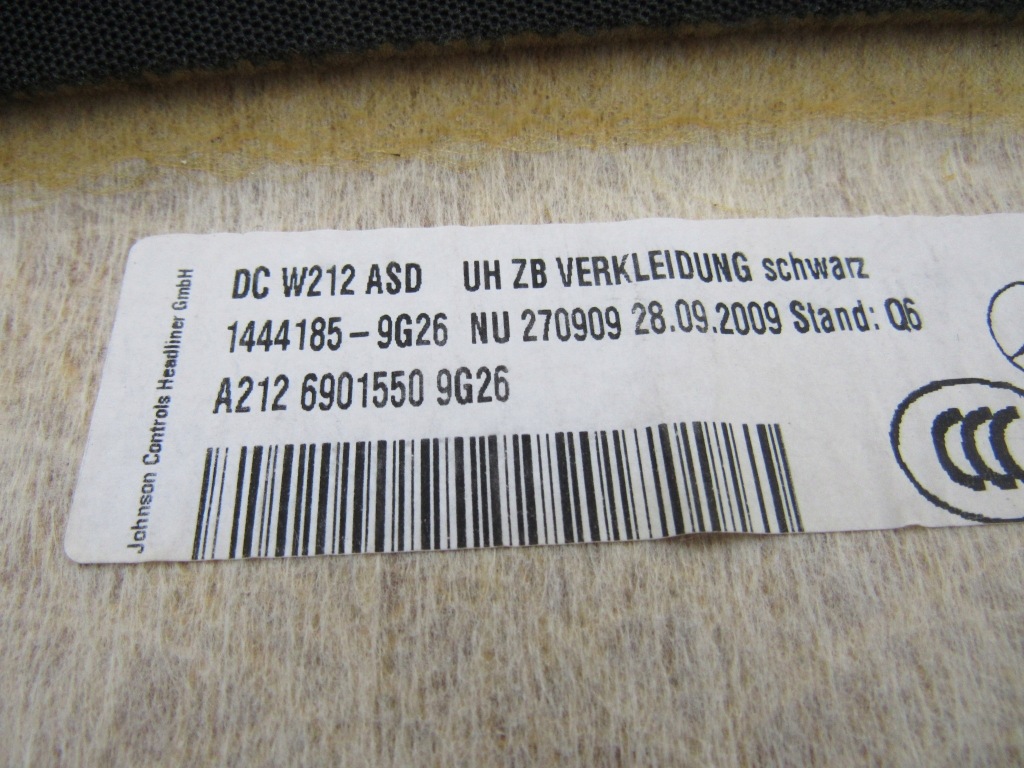 DC W212 ASD UH ZB VERKLEIDUNG schwarz
1444185-9G26 NU 270909 28.09.2009 Stand: Q6
A212 6901550 9G26
Johnson Controls Headliner GmbH
CCC